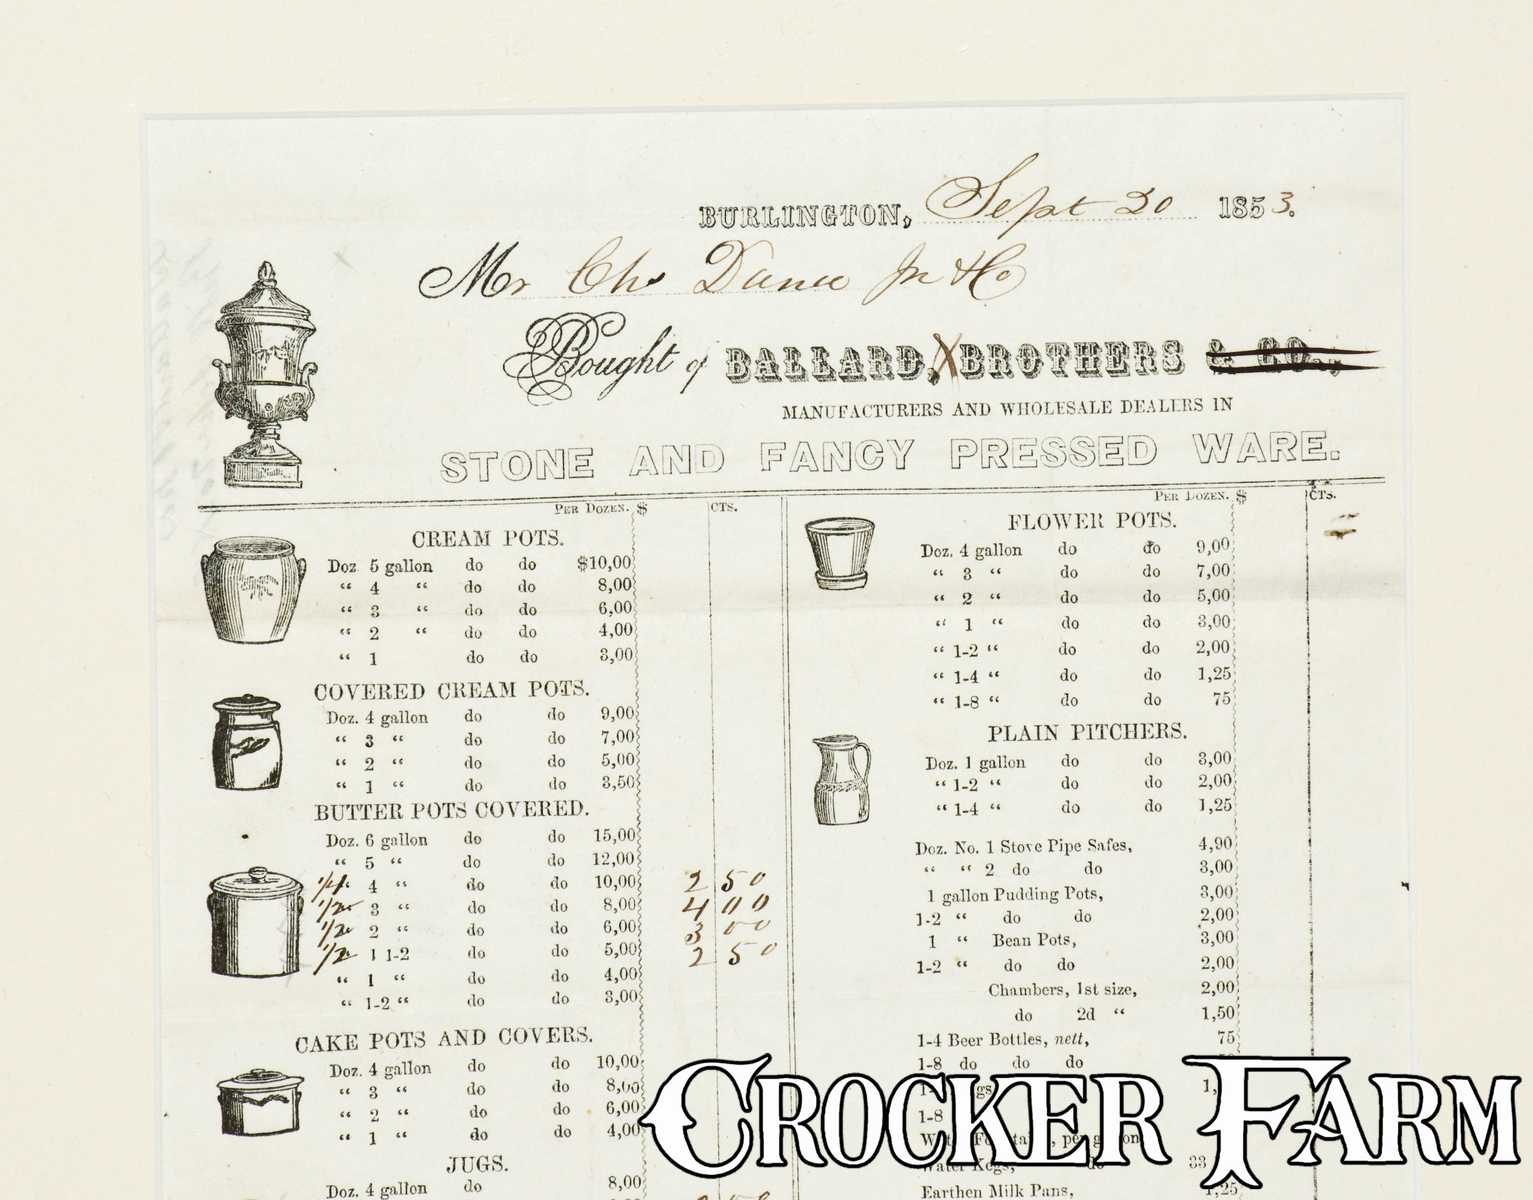 BURLINGTON, Sept 20 1853.
Mr Chs Dana Jr & Co
Bought of BALLARD, X BROTHERS & CO.,
MANUFACTURERS AND WHOLESALE DEALERS IN
STONE AND FANCY PRESSED WARE.
PER DOZEN. $ CTS.
CREAM POTS.
Doz 5 gallon do do $10,00
“ 4 “ do do 8,00
“ 3 “ do do 6,00
“ 2 “ do do 4,00
“ 1 do do 3,00
COVERED CREAM POTS.
Doz. 4 gallon do do 9,00
“ 3 “ do do 7,00
“ 2 “ do do 5,00
“ 1 “ do do 3,50
BUTTER POTS COVERED.
Doz. 6 gallon do do 15,00
“ 5 “ do do 12,00
1/4 “ 4 “ do do 10,00 2 50
1/2 “ 3 “ do do 8,00 4 00
1/2 “ 2 “ do do 6,00 3 00
1/2 “ 1 1-2 do do 5,00 2 50
“ 1 “ do do 4,00
“ 1-2 “ do do 3,00
CAKE POTS AND COVERS.
Doz. 4 gallon do do 10,00
“ 3 “ do do 8,00
“ 2 “ do do 6,00
“ 1 “ do do 4,00
JUGS.
Doz. 4 gallon do 8,00
PER DOZEN. $ CTS.
FLOWER POTS.
Doz. 4 gallon do do 9,00
“ 3 “ do do 7,00
“ 2 “ do do 5,00
“ 1 “ do do 3,00
“ 1-2 “ do do 2,00
“ 1-4 “ do do 1,25
“ 1-8 “ do do 75
PLAIN PITCHERS.
Doz. 1 gallon do do 3,00
“ 1-2 “ do do 2,00
“ 1-4 “ do do 1,25
Doz. No. 1 Stove Pipe Safes, 4,90
“ “ 2 do do 3,00
1 gallon Pudding Pots, 3,00
1-2 “ do do 2,00
1 “ Bean Pots, 3,00
1-2 “ do do 2,00
Chambers, 1st size, 2,00
do 2d “ 1,50
1-4 Beer Bottles, nett, 75
1-8 do do do
1-8
Water Kegs, do 33
Earthen Milk Pans, 1,25
CROCKER FARM